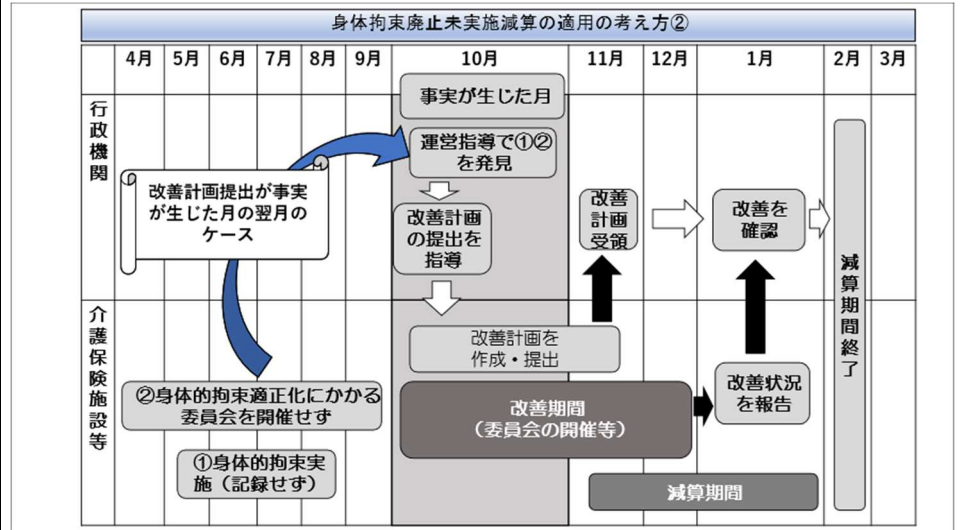 身体拘束廃止未実施減算の適用の考え方②
4月 5月 6月 7月 8月 9月 10月 11月 12月 1月 2月 3月
行政機関
事実が生じた月
運営指導で①②
を発見
改善計画提出が事実
が生じた月の翌月の
ケース
改善計画
の提出を
指導
改善
計画
受領
改善を
確認
減算期間終了
介護保険施設等
改善計画を
作成・提出
②身体的拘束適正化にかかる
委員会を開催せず
改善期間
（委員会の開催等）
改善状況
を報告
①身体的拘束実
施（記録せず）
減算期間